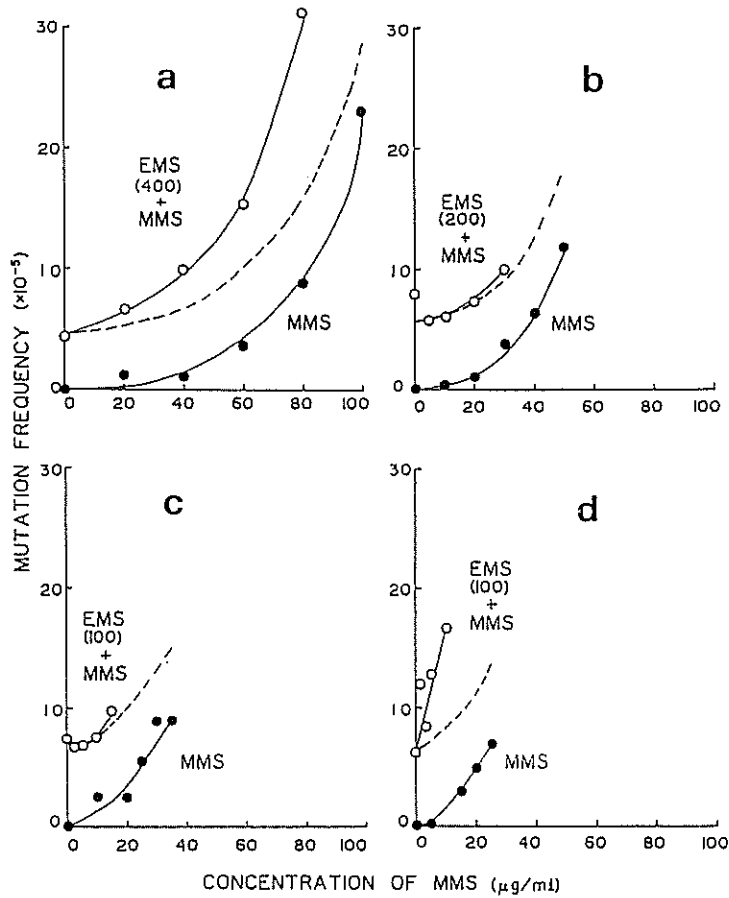 MUTATION FREQUENCY (×10⁻⁵)
30
20
10
0
a
EMS
(400)
+
MMS
MMS
0 20 40 60 80 100
30
20
10
0
b
EMS
(200)
+
MMS
MMS
0 20 40 60 80 100
30
20
10
0
c
EMS
(100)
+
MMS
MMS
0 20 40 60 80 100
30
20
10
0
d
EMS
(100)
+
MMS
MMS
0 20 40 60 80 100
CONCENTRATION OF MMS (μg/ml)